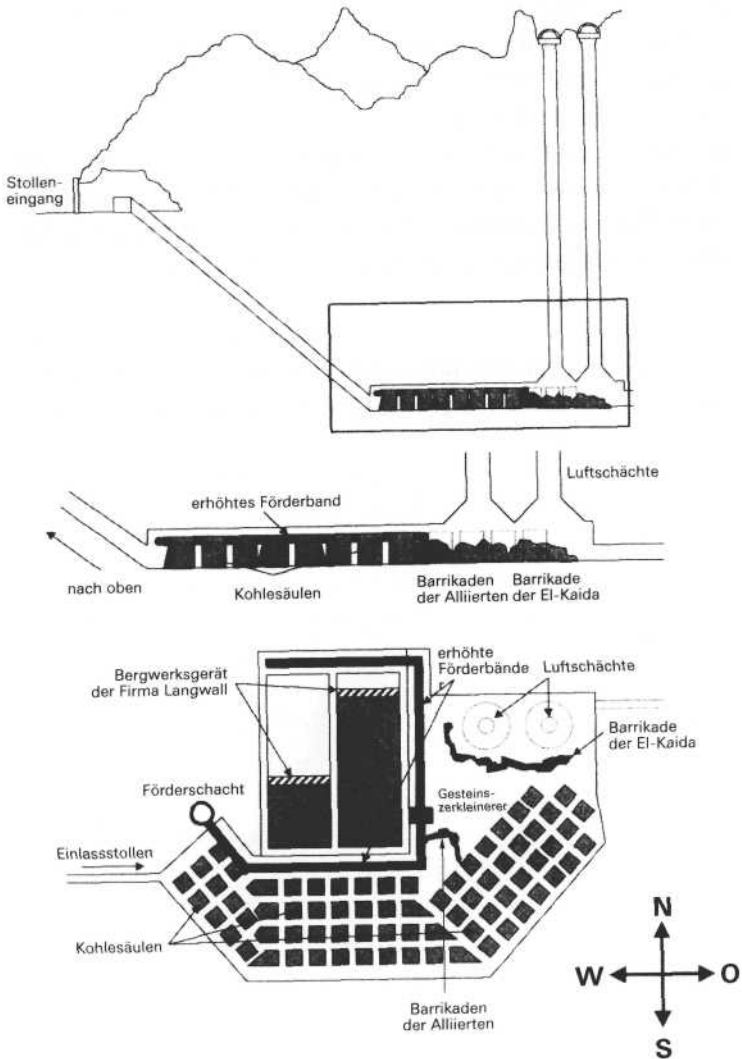 Stollen-
eingang
Luftschächte
erhöhtes Förderband
nach oben
Kohlesäulen
Barrikaden
der Alliierten
Barrikade
der El-Kaida
erhöhte
Förderbände
Bergwerksgerät
der Firma Langwall
Luftschächte
Barrikade
der El-Kaida
Förderschacht
Gesteins-
zerkleinerer
Einlassstollen
Kohlesäulen
Barrikaden
der Alliierten
N
W
O
S